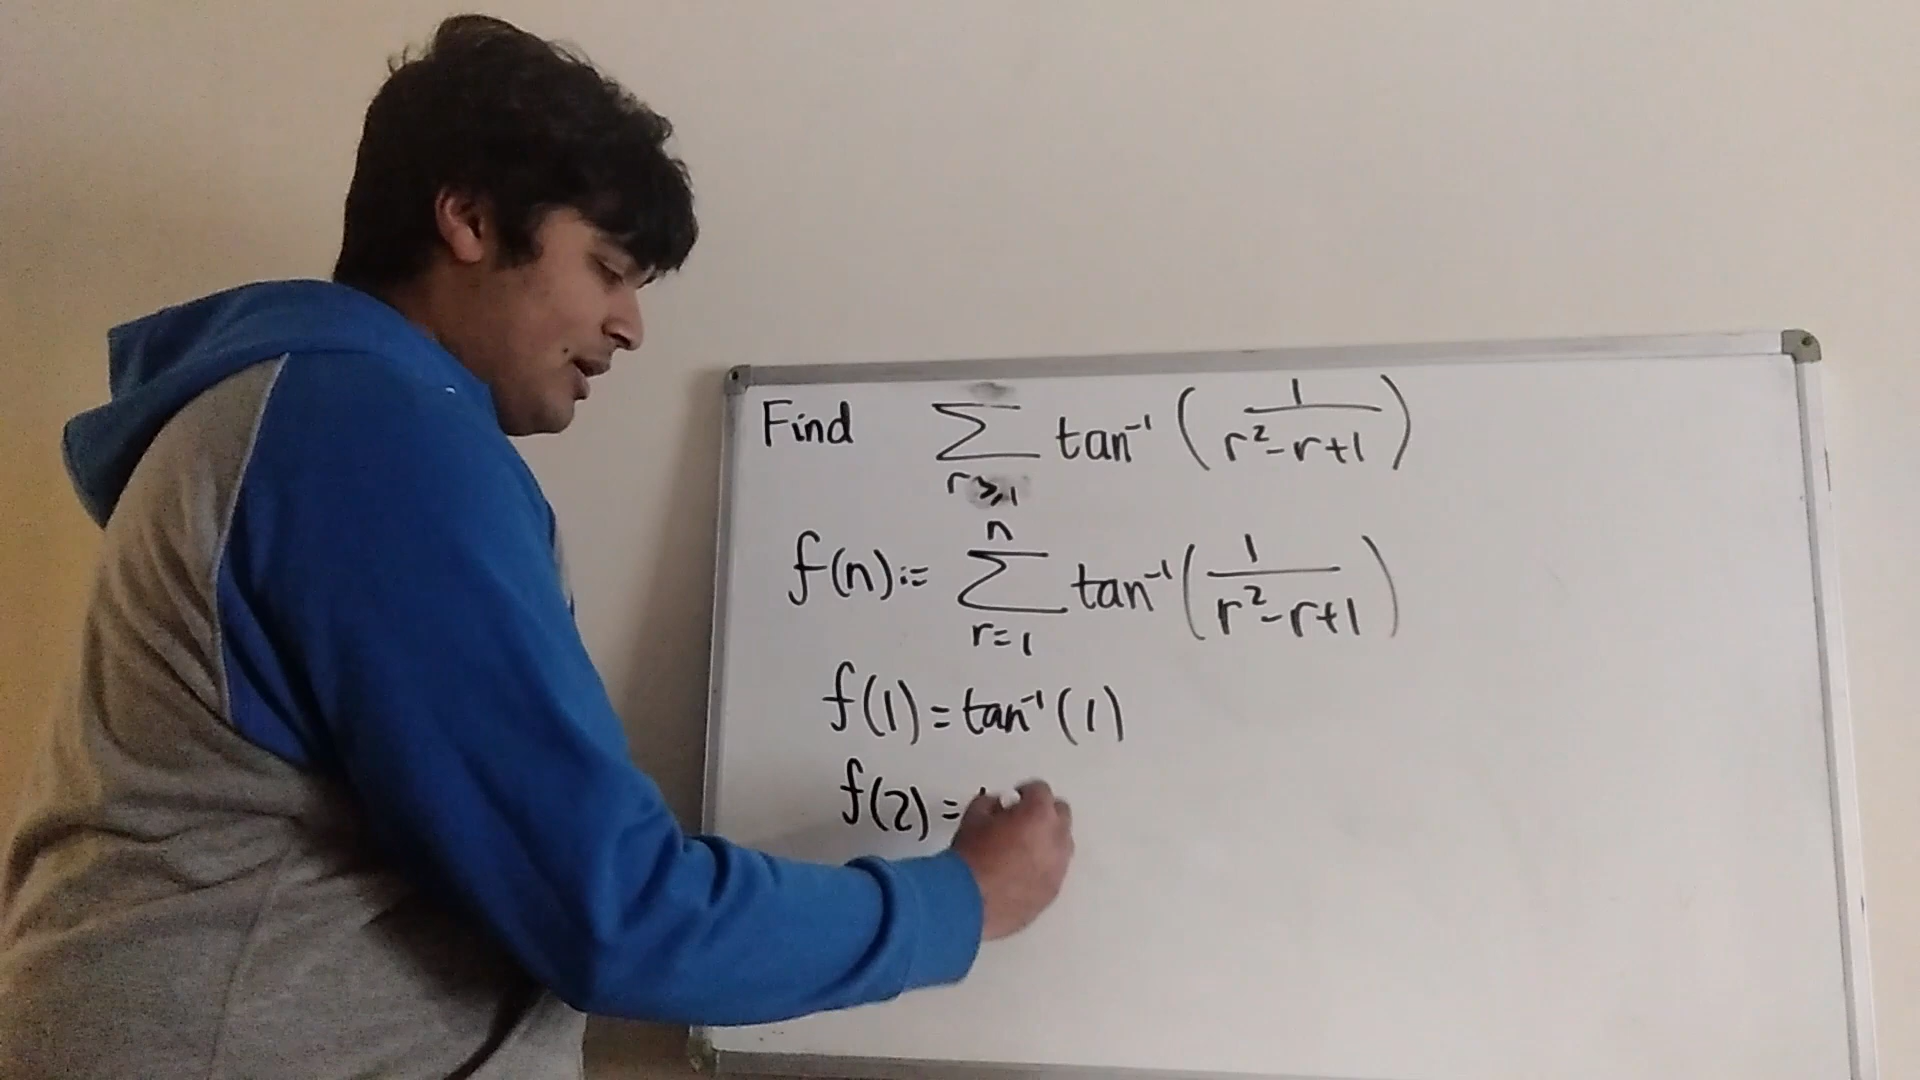 Find ∑_{r⩾1} tan⁻¹ (1/(r²-r+1))
f(n):= ∑_{r=1}^{n} tan⁻¹ (1/(r²-r+1))
f(1)=tan⁻¹(1)
f(2)=